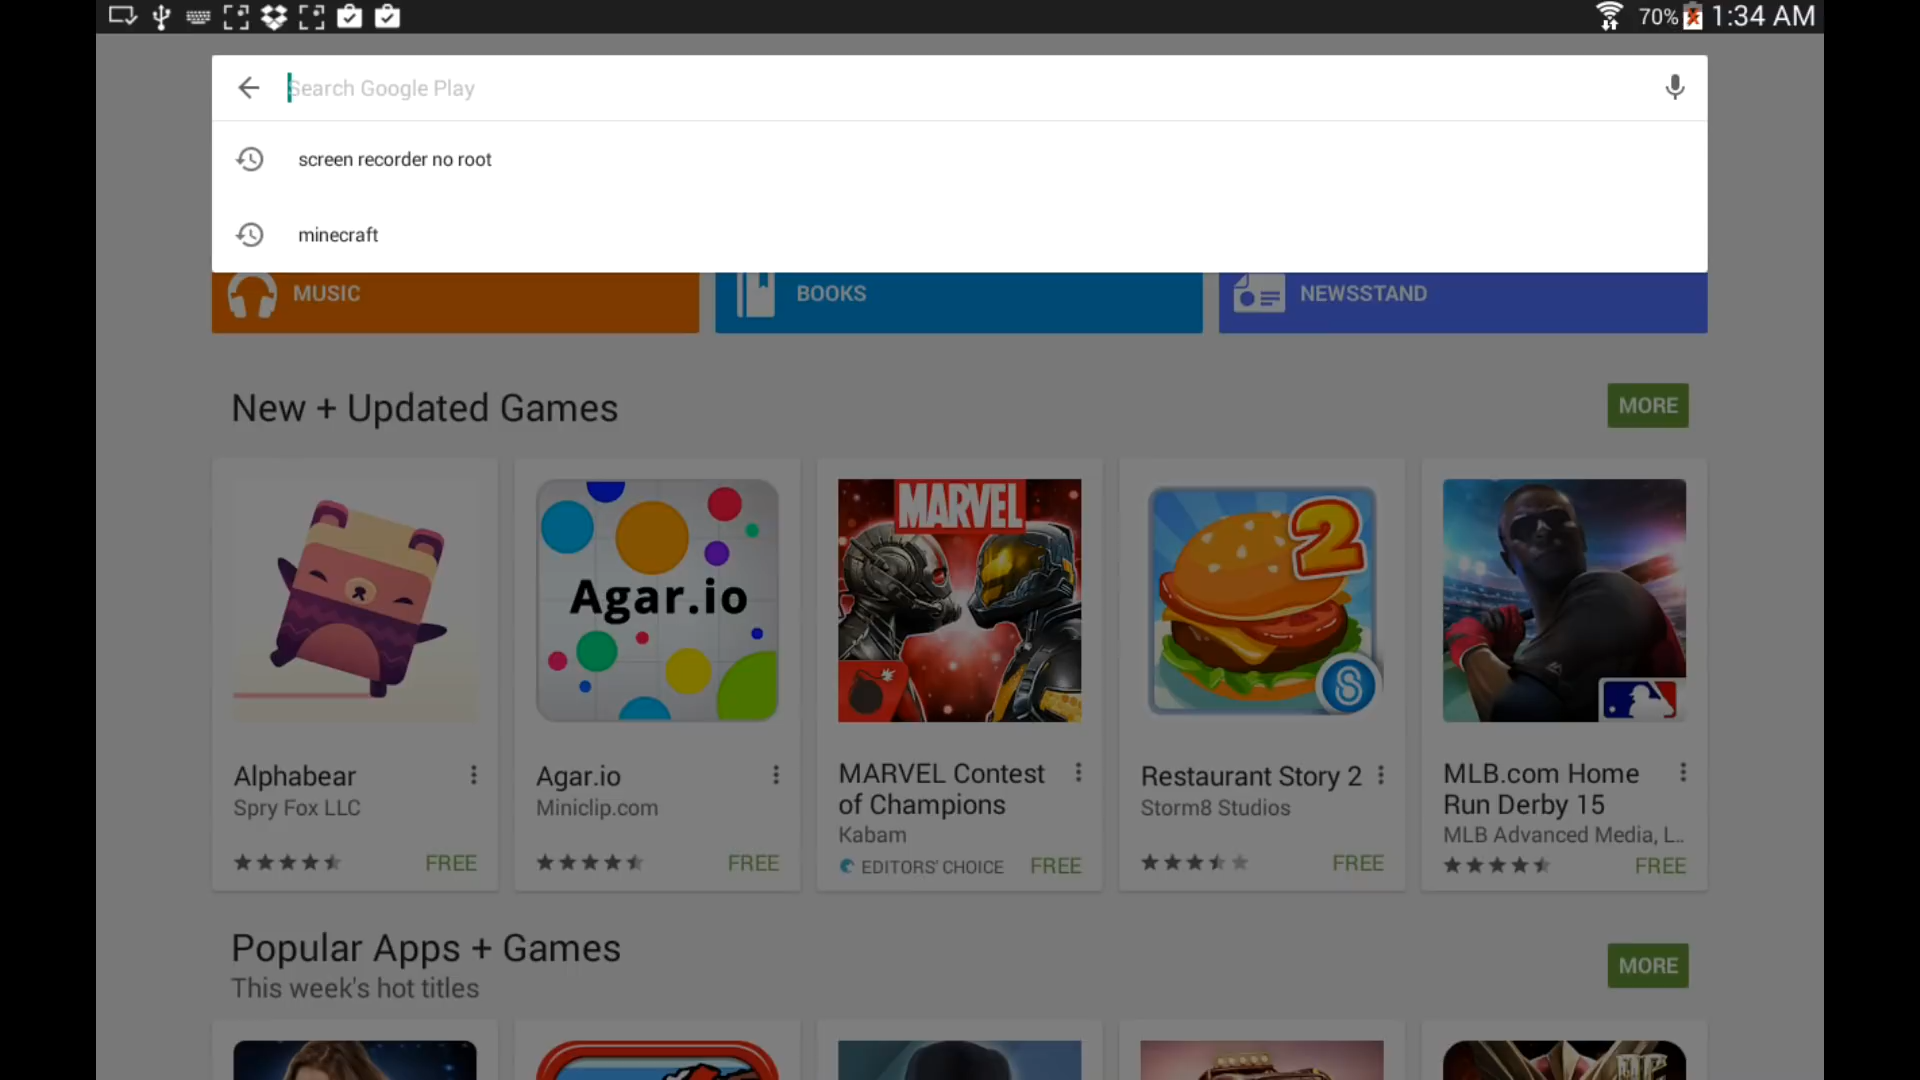 70% 1:34 AM
Search Google Play
screen recorder no root
minecraft
MUSIC
BOOKS
NEWSSTAND
New + Updated Games
MORE
Agar.io
MARVEL
2
S
Alphabear
Spry Fox LLC
FREE
Agar.io
Miniclip.com
FREE
MARVEL Contest
of Champions
Kabam
EDITORS' CHOICE FREE
Restaurant Story 2
Storm8 Studios
FREE
MLB.com Home
Run Derby 15
MLB Advanced Media, L..
FREE
Popular Apps + Games
MORE
This week's hot titles